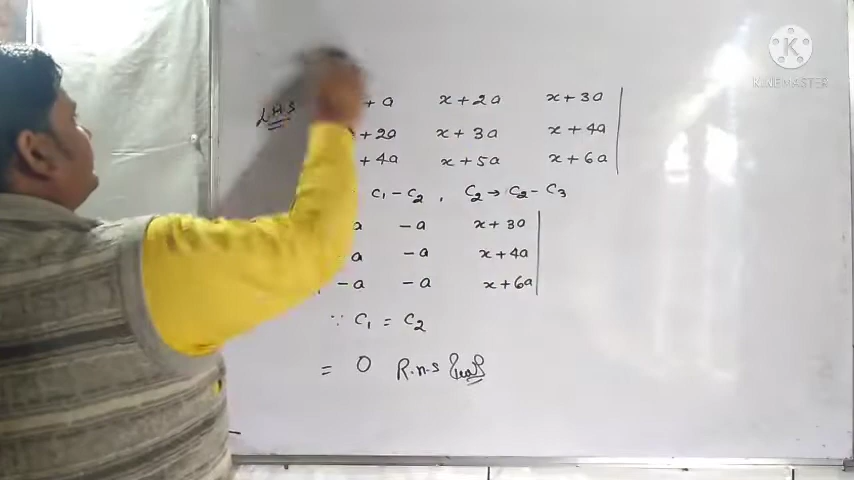 L.H.S + a x + 2a x + 3a
+ 2a x + 3a x + 4a
+ 4a x + 5a x + 6a
C₁ - C₂ , C₂ → C₂ - C₃
a - a x + 3a
a - a x + 4a
- a - a x + 6a
∵ C₁ = C₂
= 0 R.H.S
K
KINEMASTER